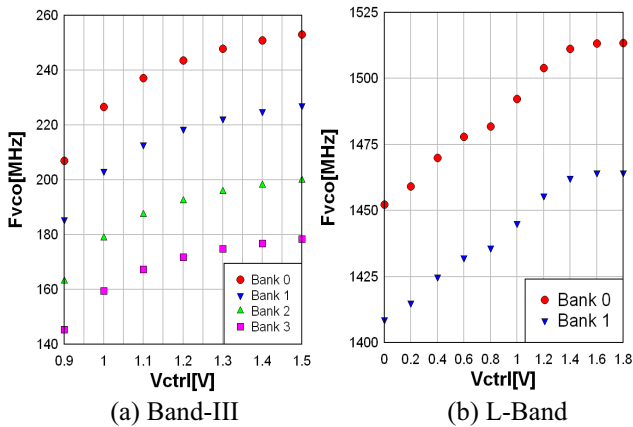 Fvco[MHz]
260
240
220
200
180
160
140
0.9
1
1.1
1.2
1.3
1.4
1.5
Vctrl[V]
Bank 0
Bank 1
Bank 2
Bank 3
(a) Band-III
Fvco[MHz]
1525
1500
1475
1450
1425
1400
0
0.2
0.4
0.6
0.8
1
1.2
1.4
1.6
1.8
Vctrl[V]
Bank 0
Bank 1
(b) L-Band